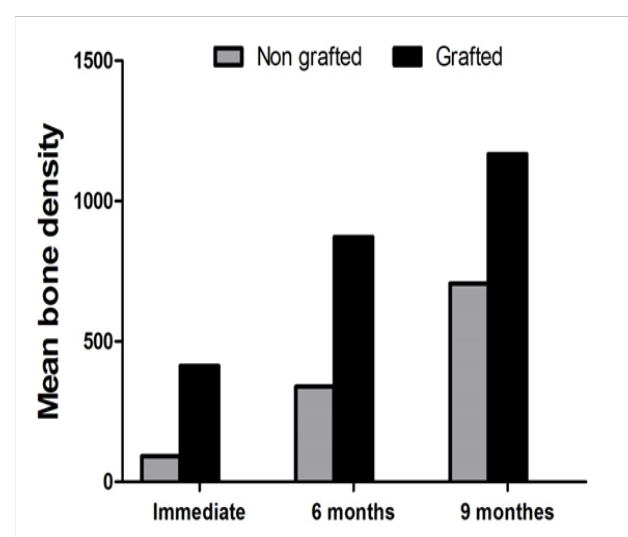 Non grafted Grafted
1500
1000
500
0
Mean bone density
Immediate 6 months 9 monthes